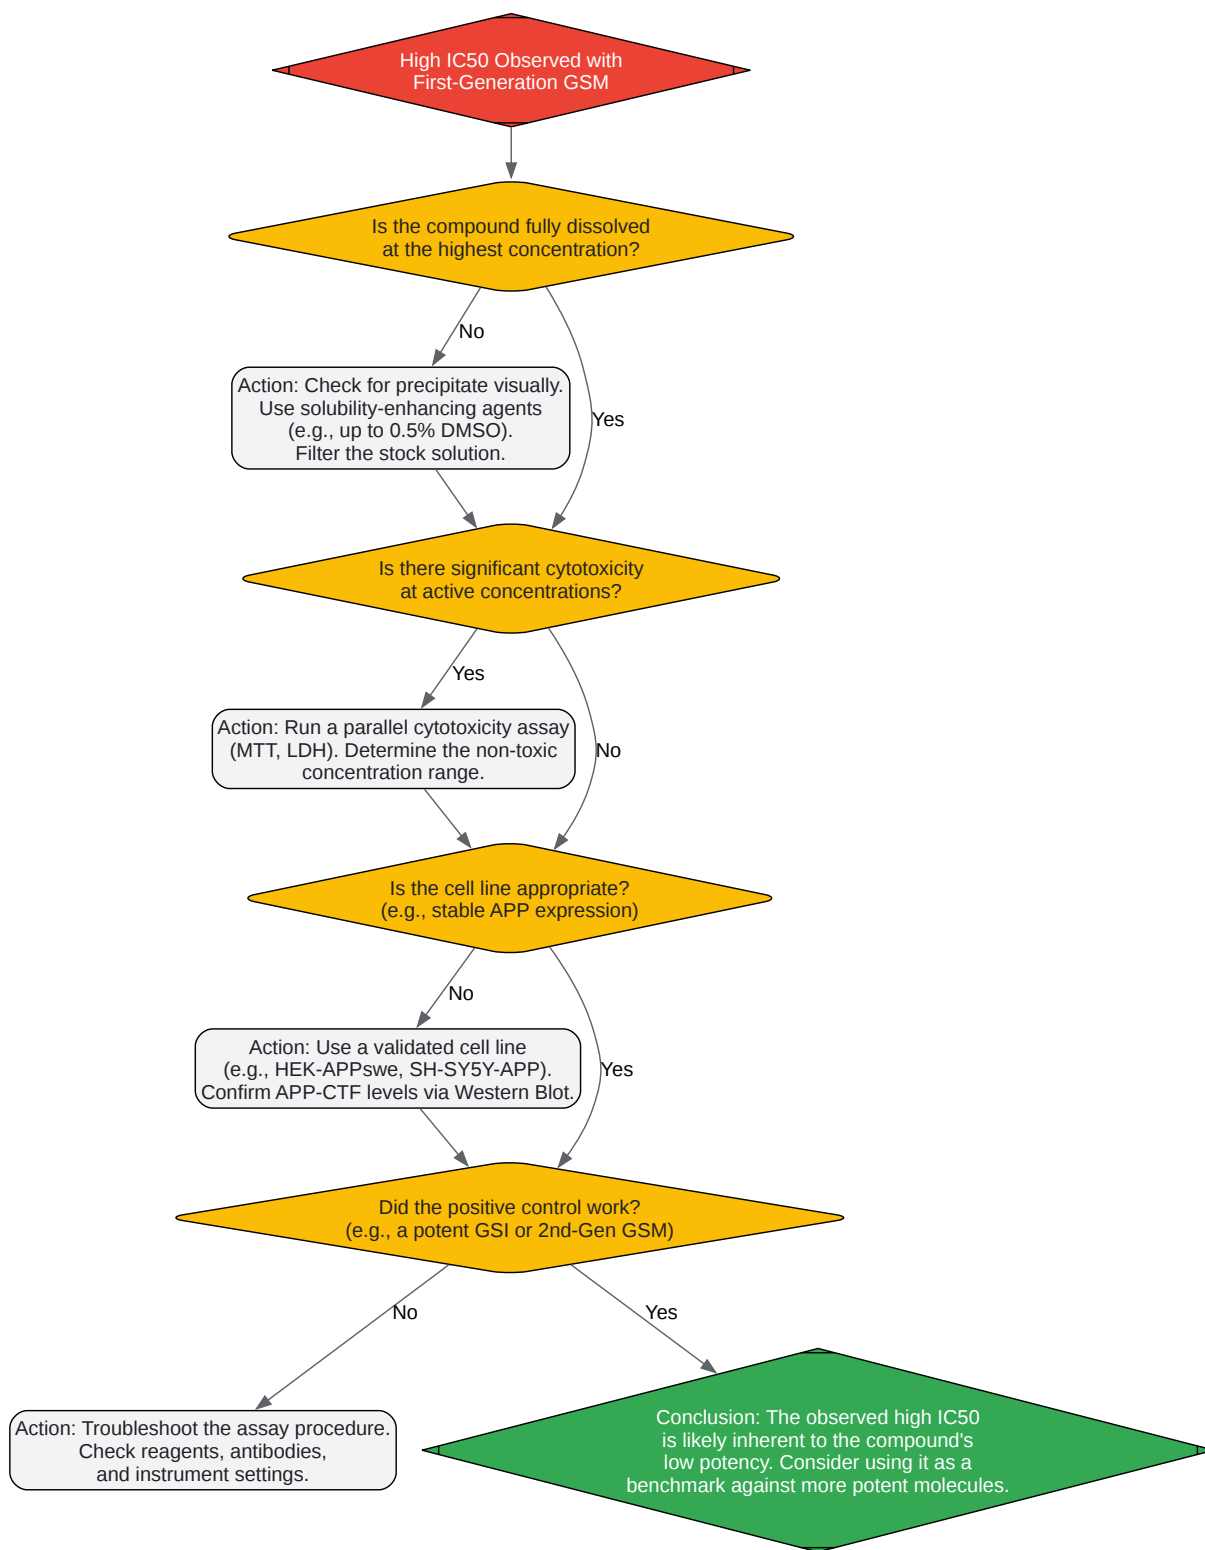 High IC50 Observed with
First-Generation GSM
Is the compound fully dissolved
at the highest concentration?
No
Action: Check for precipitate visually.
Use solubility-enhancing agents
(e.g., up to 0.5% DMSO).
Filter the stock solution.
Yes
Is there significant cytotoxicity
at active concentrations?
Yes
Action: Run a parallel cytotoxicity assay
(MTT, LDH). Determine the non-toxic
concentration range.
No
Is the cell line appropriate?
(e.g., stable APP expression)
No
Action: Use a validated cell line
(e.g., HEK-APPswe, SH-SY5Y-APP).
Confirm APP-CTF levels via Western Blot.
Yes
Did the positive control work?
(e.g., a potent GSI or 2nd-Gen GSM)
No
Yes
Action: Troubleshoot the assay procedure.
Check reagents, antibodies,
and instrument settings.
Conclusion: The observed high IC50
is likely inherent to the compound's
low potency. Consider using it as a
benchmark against more potent molecules.